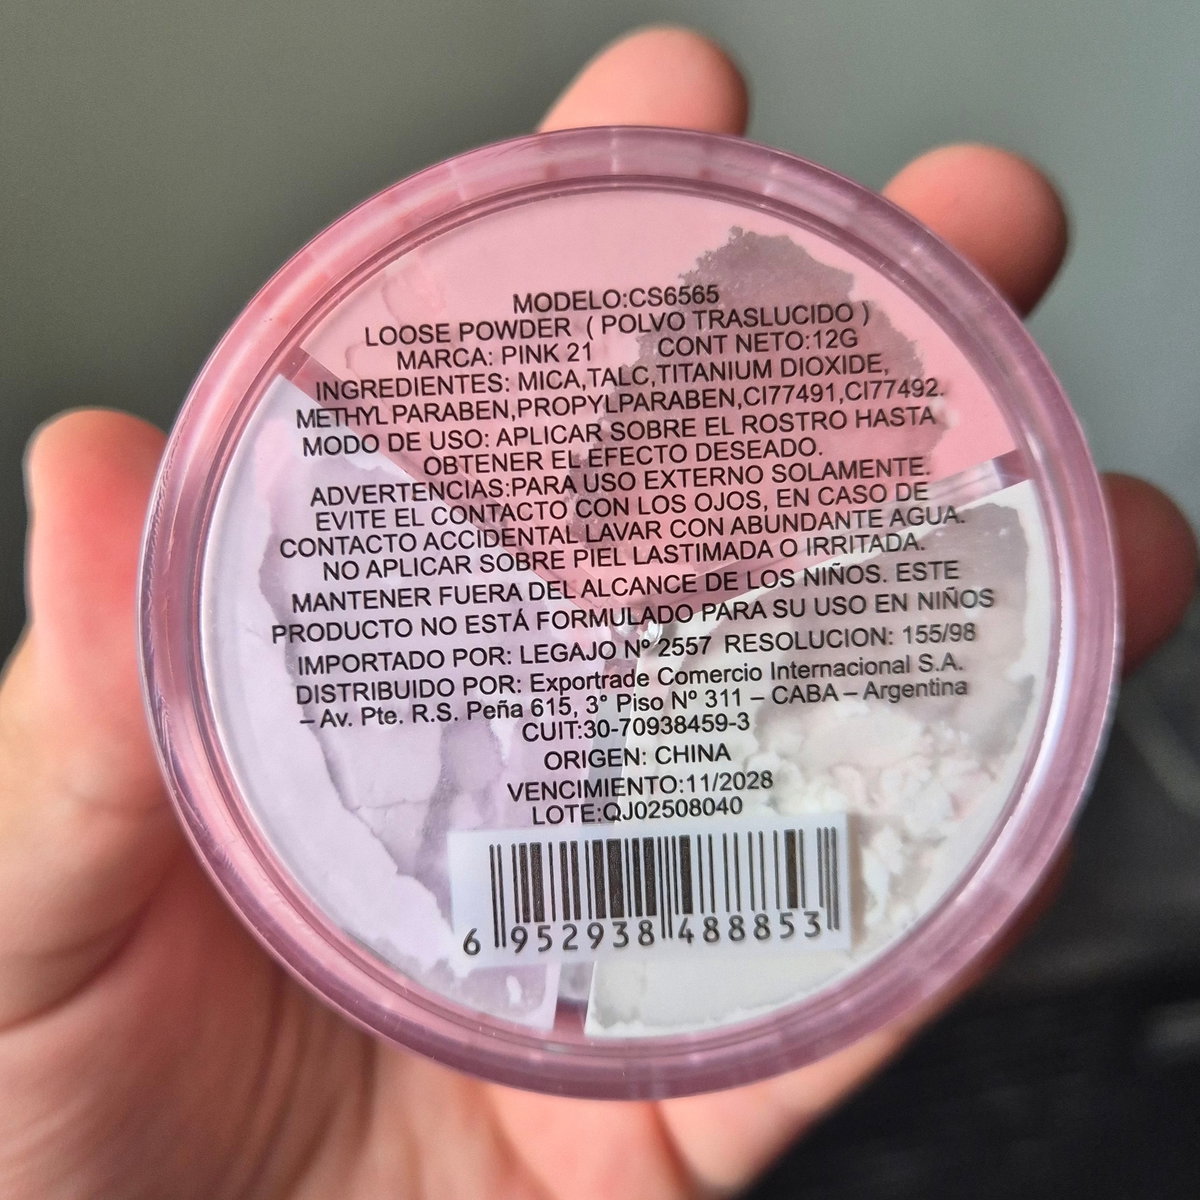 MODELO:CS6565
LOOSE POWDER ( POLVO TRASLUCIDO )
MARCA: PINK 21 CONT NETO:12G
INGREDIENTES: MICA,TALC,TITANIUM DIOXIDE,
METHYL PARABEN,PROPYLPARABEN,CI77491,CI77492.
MODO DE USO: APLICAR SOBRE EL ROSTRO HASTA
OBTENER EL EFECTO DESEADO.
ADVERTENCIAS:PARA USO EXTERNO SOLAMENTE.
EVITE EL CONTACTO CON LOS OJOS, EN CASO DE
CONTACTO ACCIDENTAL LAVAR CON ABUNDANTE AGUA.
NO APLICAR SOBRE PIEL LASTIMADA O IRRITADA.
MANTENER FUERA DEL ALCANCE DE LOS NIÑOS. ESTE
PRODUCTO NO ESTÁ FORMULADO PARA SU USO EN NIÑOS
IMPORTADO POR: LEGAJO Nº 2557 RESOLUCION: 155/98
DISTRIBUIDO POR: Exportrade Comercio Internacional S.A.
– Av. Pte. R.S. Peña 615, 3° Piso Nº 311 – CABA – Argentina
CUIT:30-70938459-3
ORIGEN: CHINA
VENCIMIENTO:11/2028
LOTE:QJ02508040
6 952938 488853